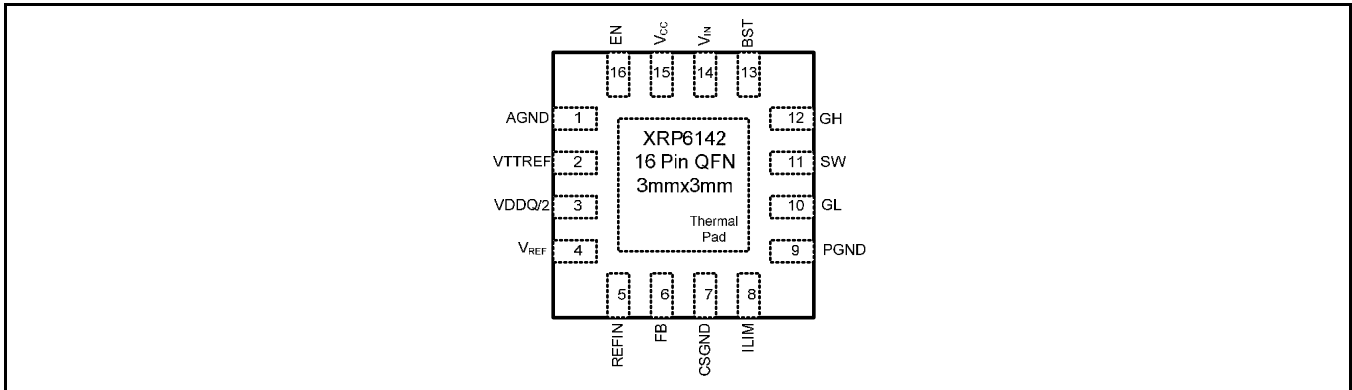 EN
VCC
VIN
BST
16
15
14
13
AGND 1
12 GH
VTTREF 2
11 SW
VDDQ/2 3
10 GL
VREF 4
9 PGND
XRP6142
16 Pin QFN
3mmx3mm
Thermal
Pad
5
6
7
8
REFIN
FB
CSGND
ILIM